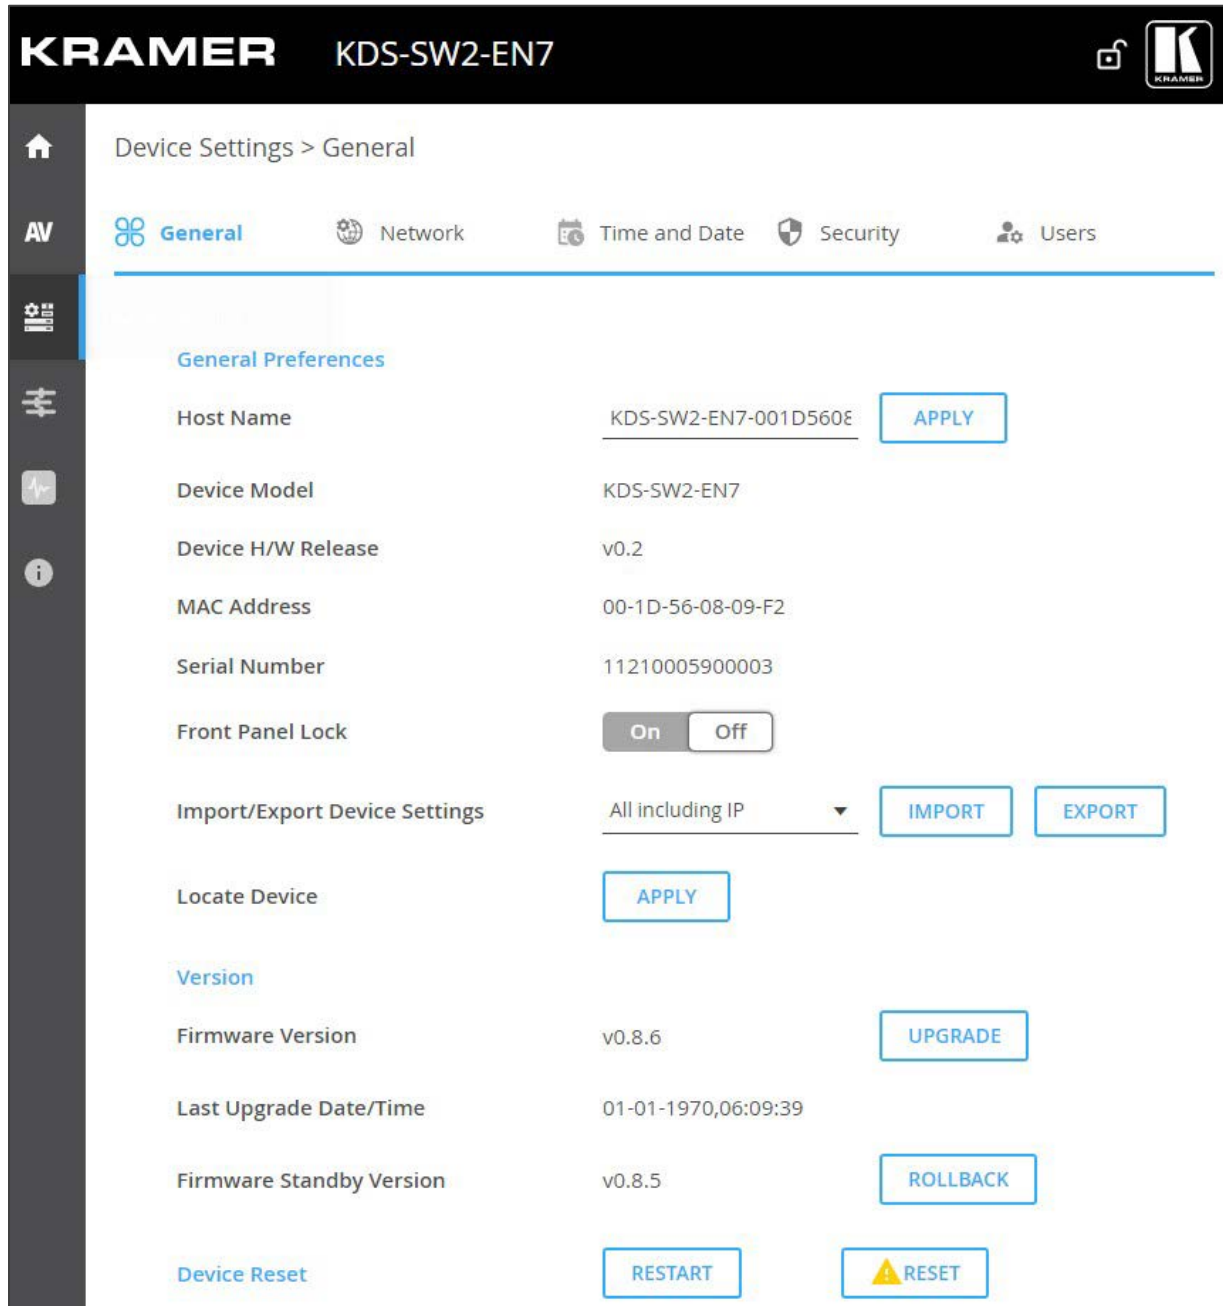 KRAMER KDS-SW2-EN7
KRAMER
Device Settings > General
AV
General Network Time and Date Security Users
General Preferences
Host Name KDS-SW2-EN7-001D5608 APPLY
Device Model KDS-SW2-EN7
Device H/W Release v0.2
MAC Address 00-1D-56-08-09-F2
Serial Number 11210005900003
Front Panel Lock On Off
Import/Export Device Settings All including IP IMPORT EXPORT
Locate Device APPLY
Version
Firmware Version v0.8.6 UPGRADE
Last Upgrade Date/Time 01-01-1970,06:09:39
Firmware Standby Version v0.8.5 ROLLBACK
Device Reset RESTART RESET